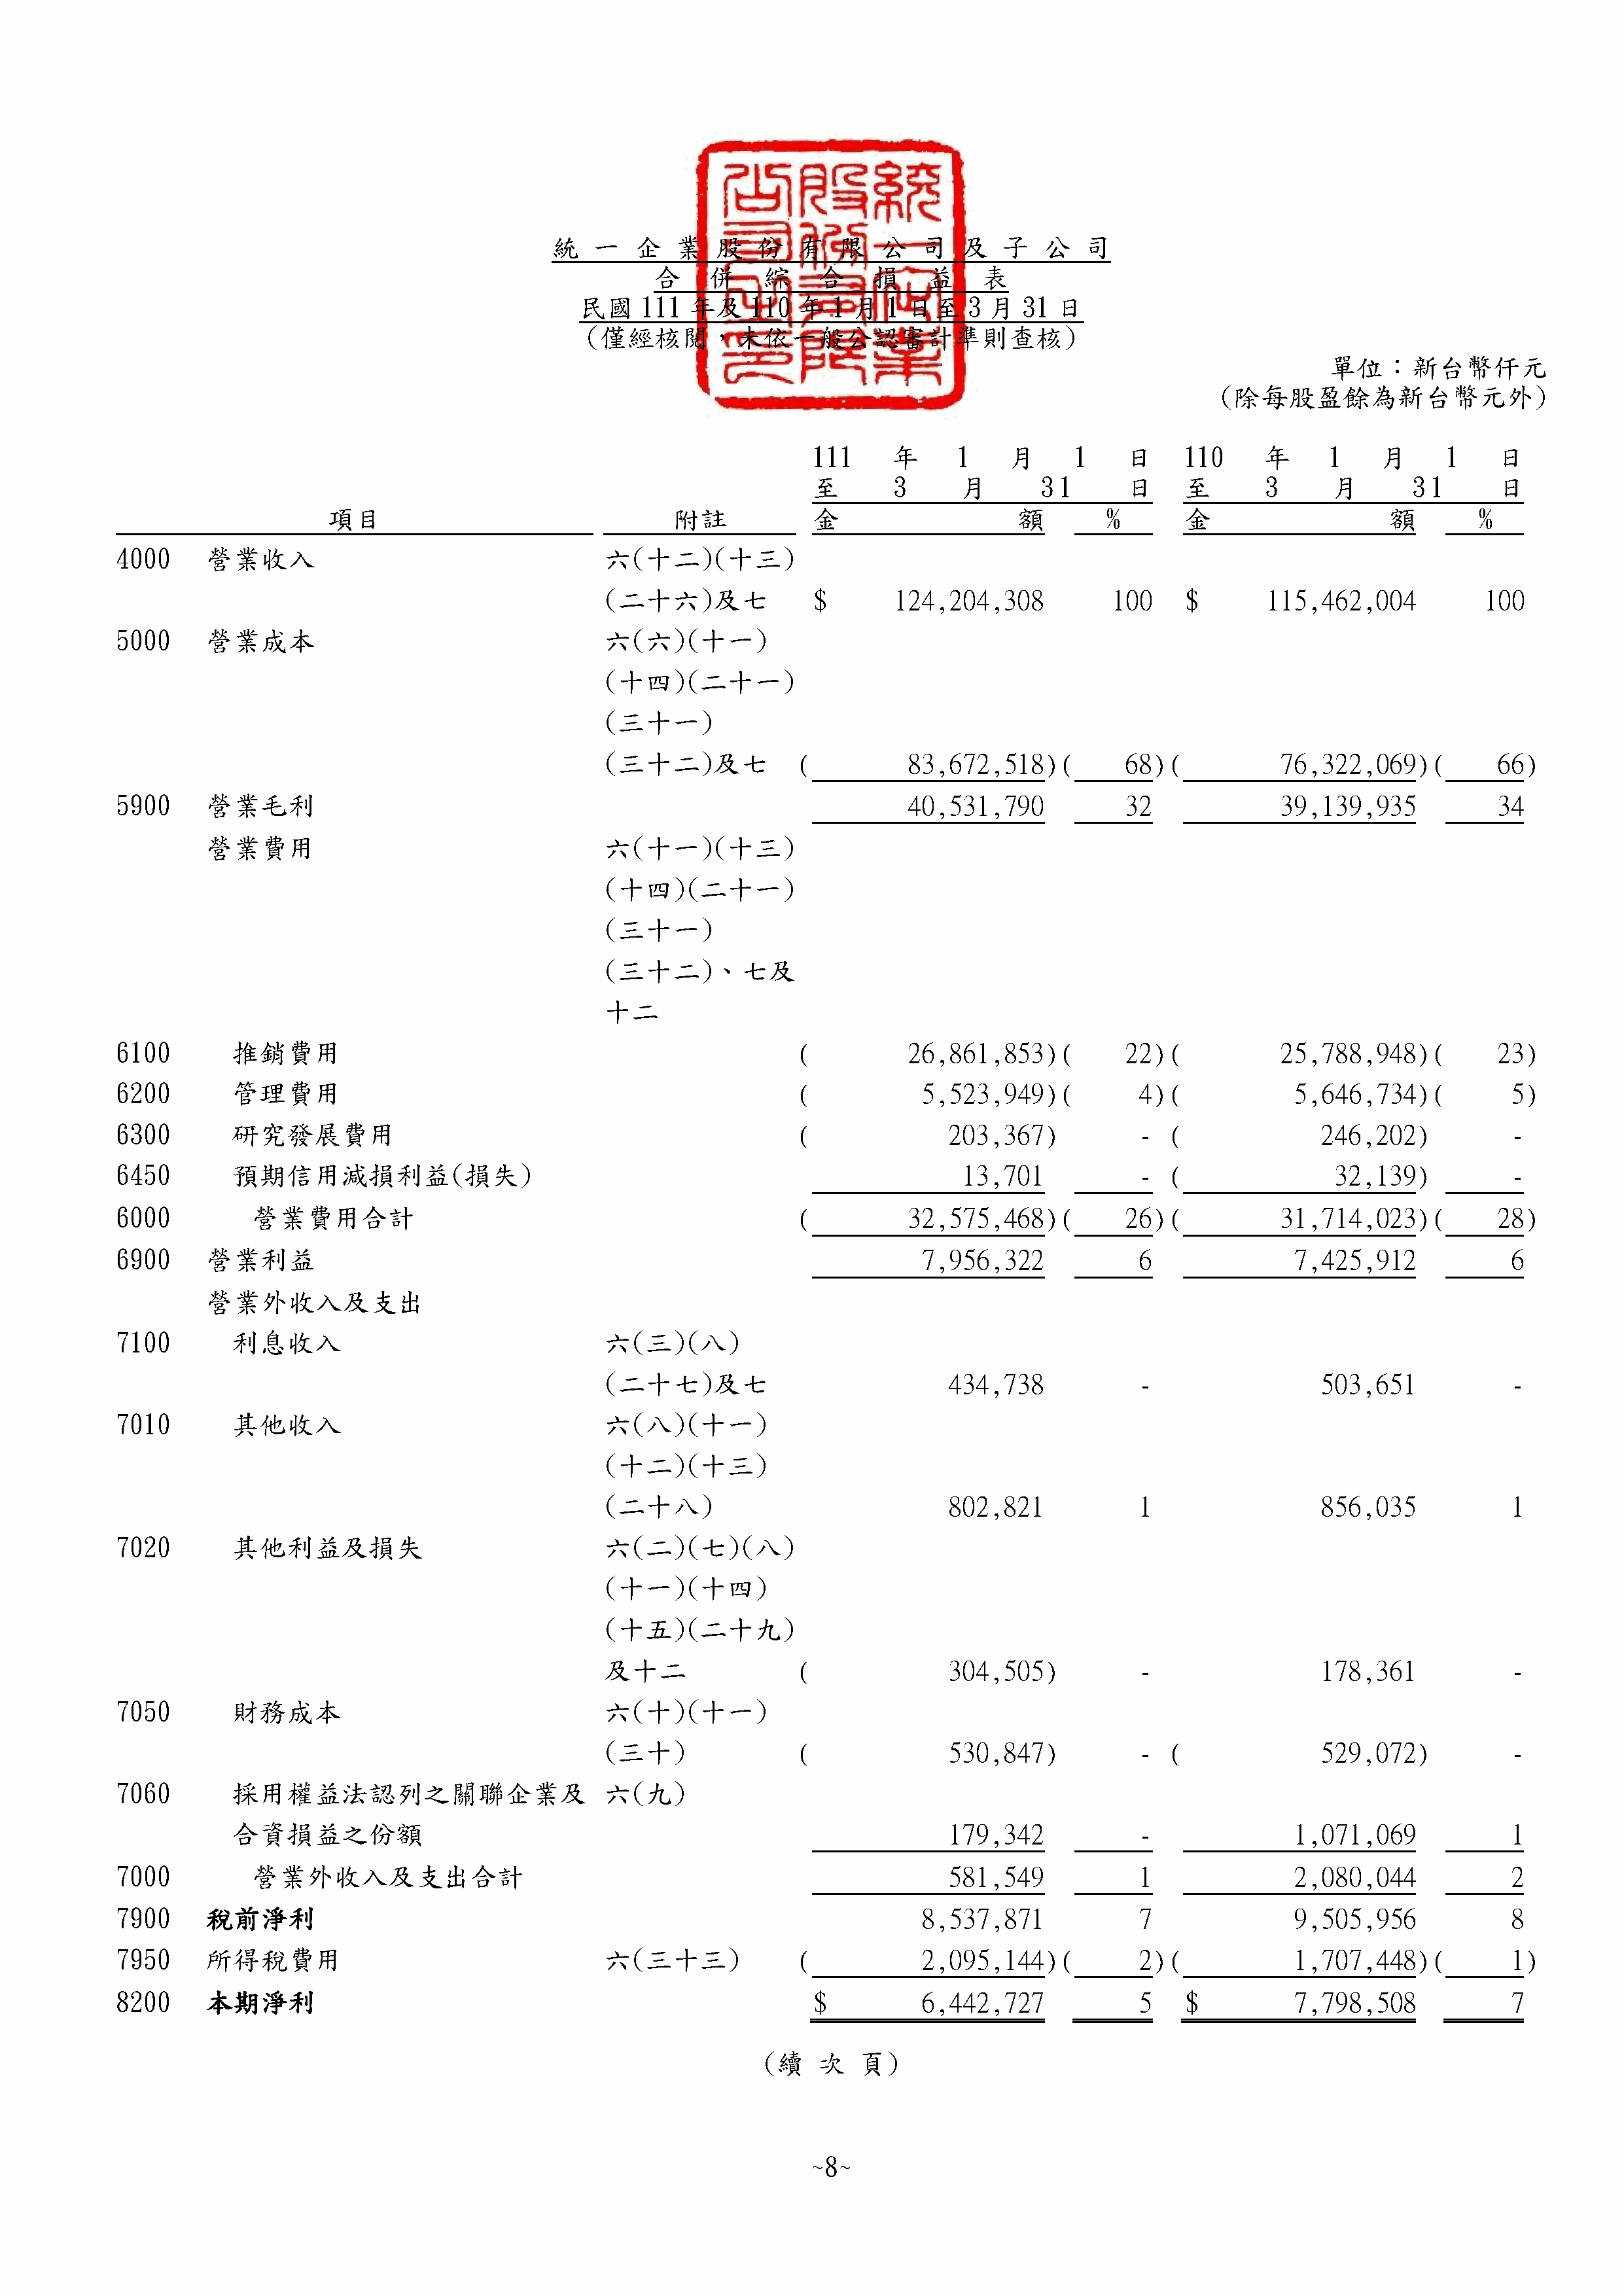 統一企業股份有限公司及子公司
合併綜合損益表
民國111年及110年1月1日至3月31日
(僅經核閱，未依一般公認審計準則查核)
單位：新台幣仟元
(除每股盈餘為新台幣元外)
111 年 1 月 1 日 110 年 1 月 1 日
至 3 月 31 日 至 3 月 31 日
項目 附註 金 額 % 金 額 %
4000 營業收入 六(十二)(十三)
(二十六)及七 $ 124,204,308 100 $ 115,462,004 100
5000 營業成本 六(六)(十一)
(十四)(二十一)
(三十一)
(三十二)及七 ( 83,672,518)( 68)( 76,322,069)( 66)
5900 營業毛利 40,531,790 32 39,139,935 34
營業費用 六(十一)(十三)
(十四)(二十一)
(三十一)
(三十二)、七及
十二
6100 推銷費用 ( 26,861,853)( 22)( 25,788,948)( 23)
6200 管理費用 ( 5,523,949)( 4)( 5,646,734)( 5)
6300 研究發展費用 ( 203,367) - ( 246,202) -
6450 預期信用減損利益(損失) 13,701 - ( 32,139) -
6000 營業費用合計 ( 32,575,468)( 26)( 31,714,023)( 28)
6900 營業利益 7,956,322 6 7,425,912 6
營業外收入及支出
7100 利息收入 六(三)(八)
(二十七)及七 434,738 - 503,651 -
7010 其他收入 六(八)(十一)
(十二)(十三)
(二十八) 802,821 1 856,035 1
7020 其他利益及損失 六(二)(七)(八)
(十一)(十四)
(十五)(二十九)
及十二 ( 304,505) - 178,361 -
7050 財務成本 六(十)(十一)
(三十) ( 530,847) - ( 529,072) -
7060 採用權益法認列之關聯企業及 六(九)
合資損益之份額 179,342 - 1,071,069 1
7000 營業外收入及支出合計 581,549 1 2,080,044 2
7900 稅前淨利 8,537,871 7 9,505,956 8
7950 所得稅費用 六(三十三) ( 2,095,144)( 2)( 1,707,448)( 1)
8200 本期淨利 $ 6,442,727 5 $ 7,798,508 7
(續 次 頁)
~8~